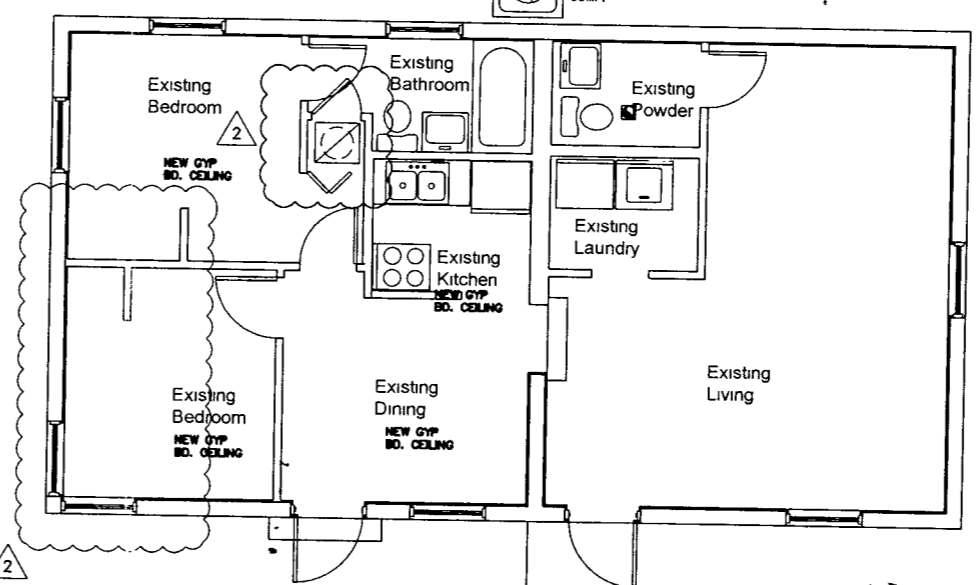 Existing
Bedroom
2
NEW GYP
BD. CEILING
Existing
Bathroom
Existing
Powder
Existing
Laundry
Existing
Kitchen
NEW GYP
BD. CEILING
Existing
Bedroom
NEW GYP
BD. CEILING
Existing
Dining
NEW GYP
BD. CEILING
Existing
Living
2